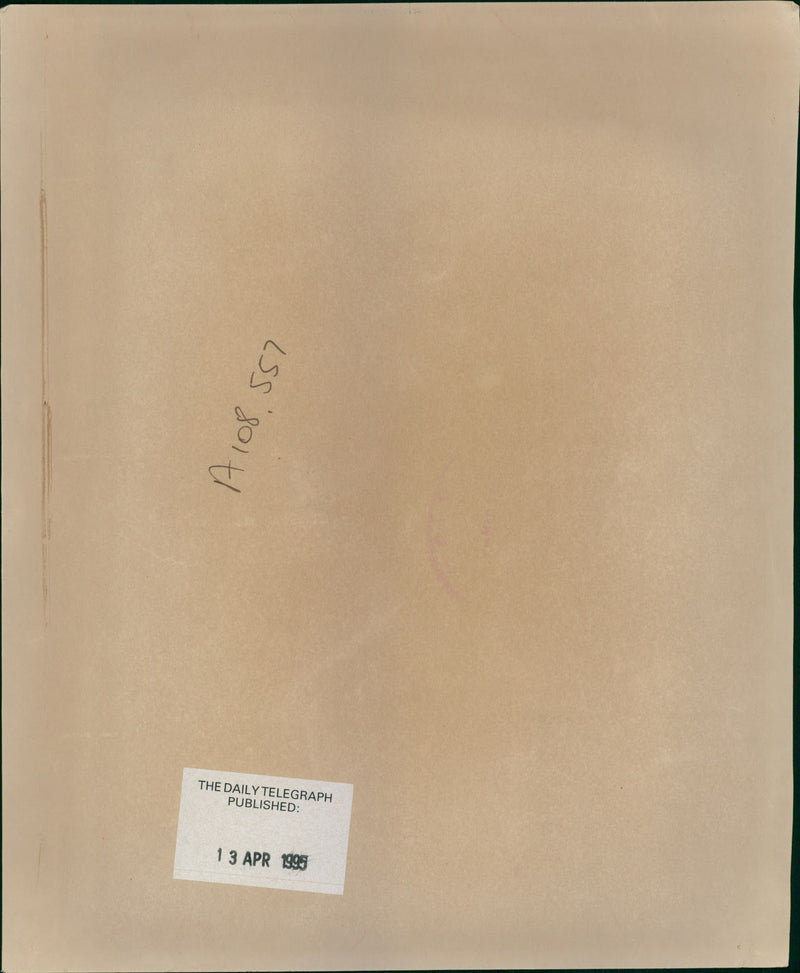 A108.557
THE DAILY TELEGRAPH
PUBLISHED:
13 APR 1995